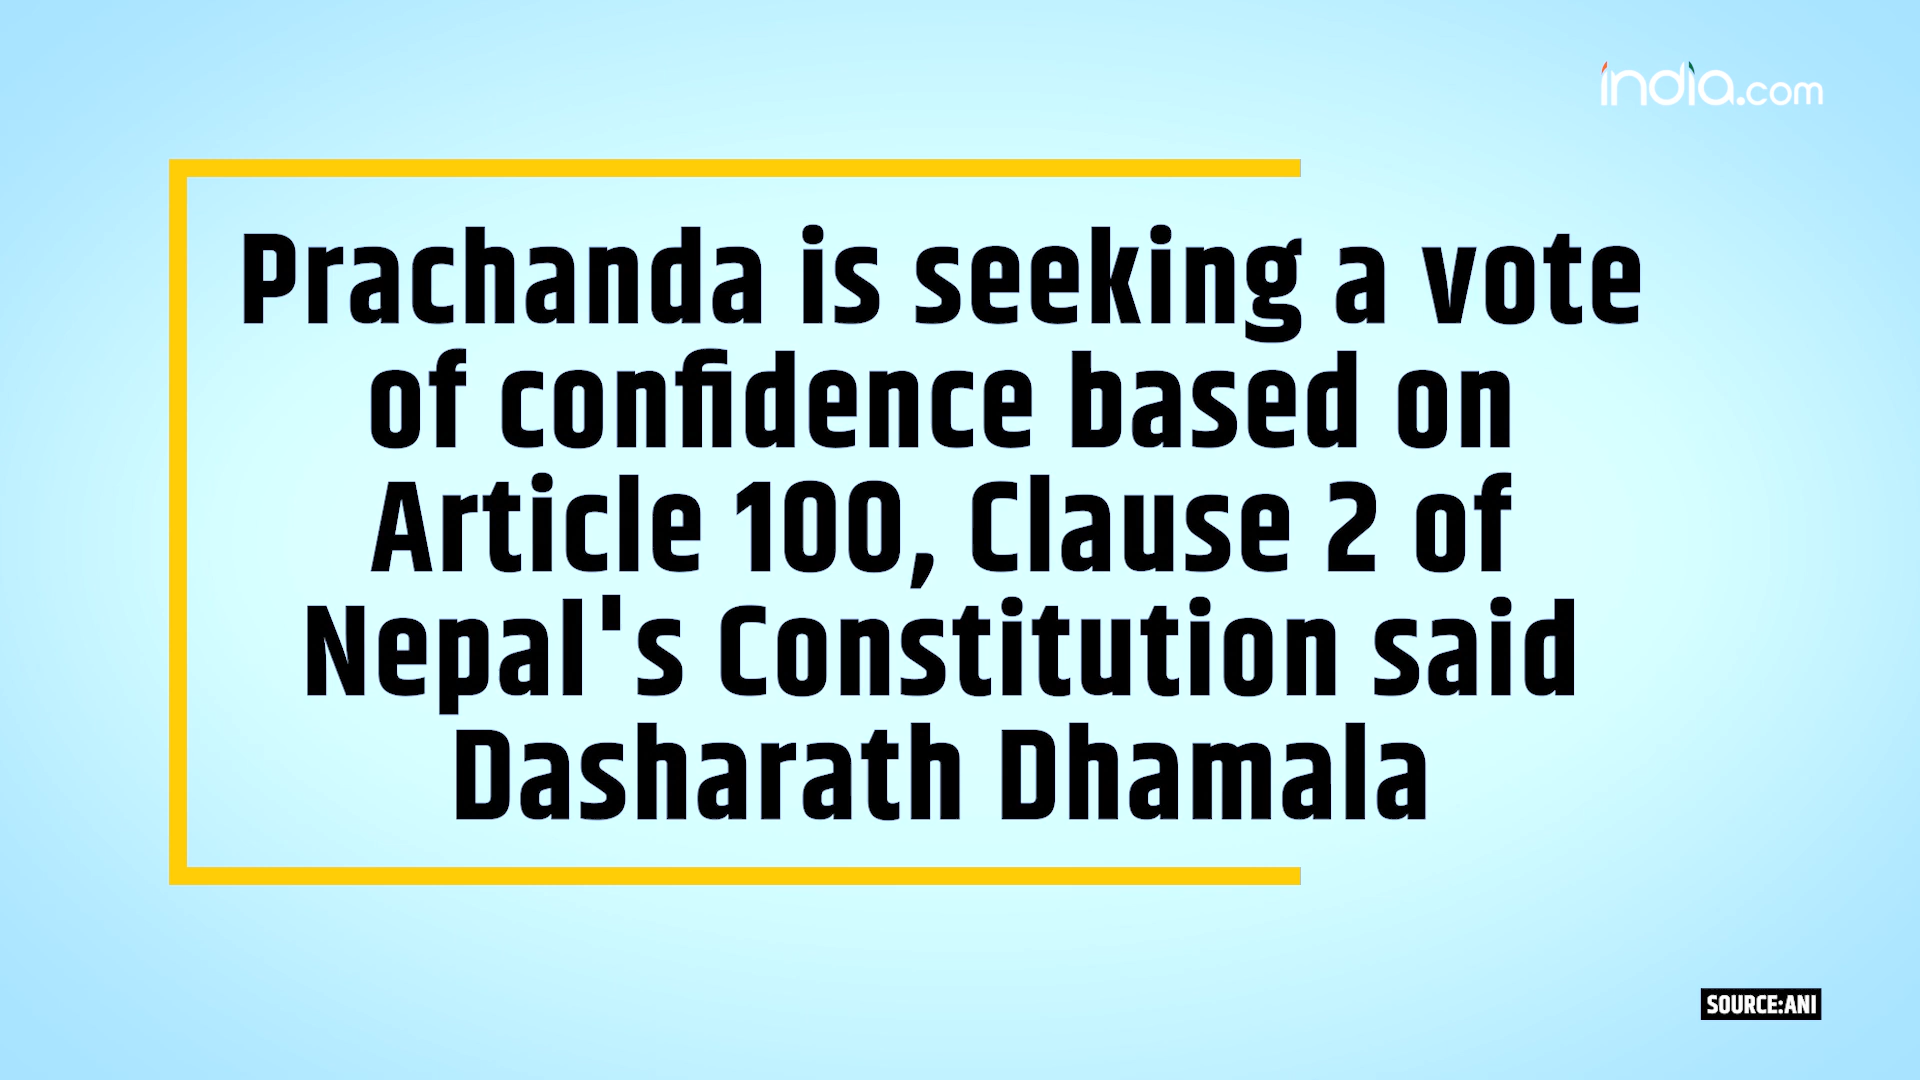 india.com
Prachanda is seeking a vote
of confidence based on
Article 100, Clause 2 of
Nepal's Constitution said
Dasharath Dhamala
SOURCE:ANI